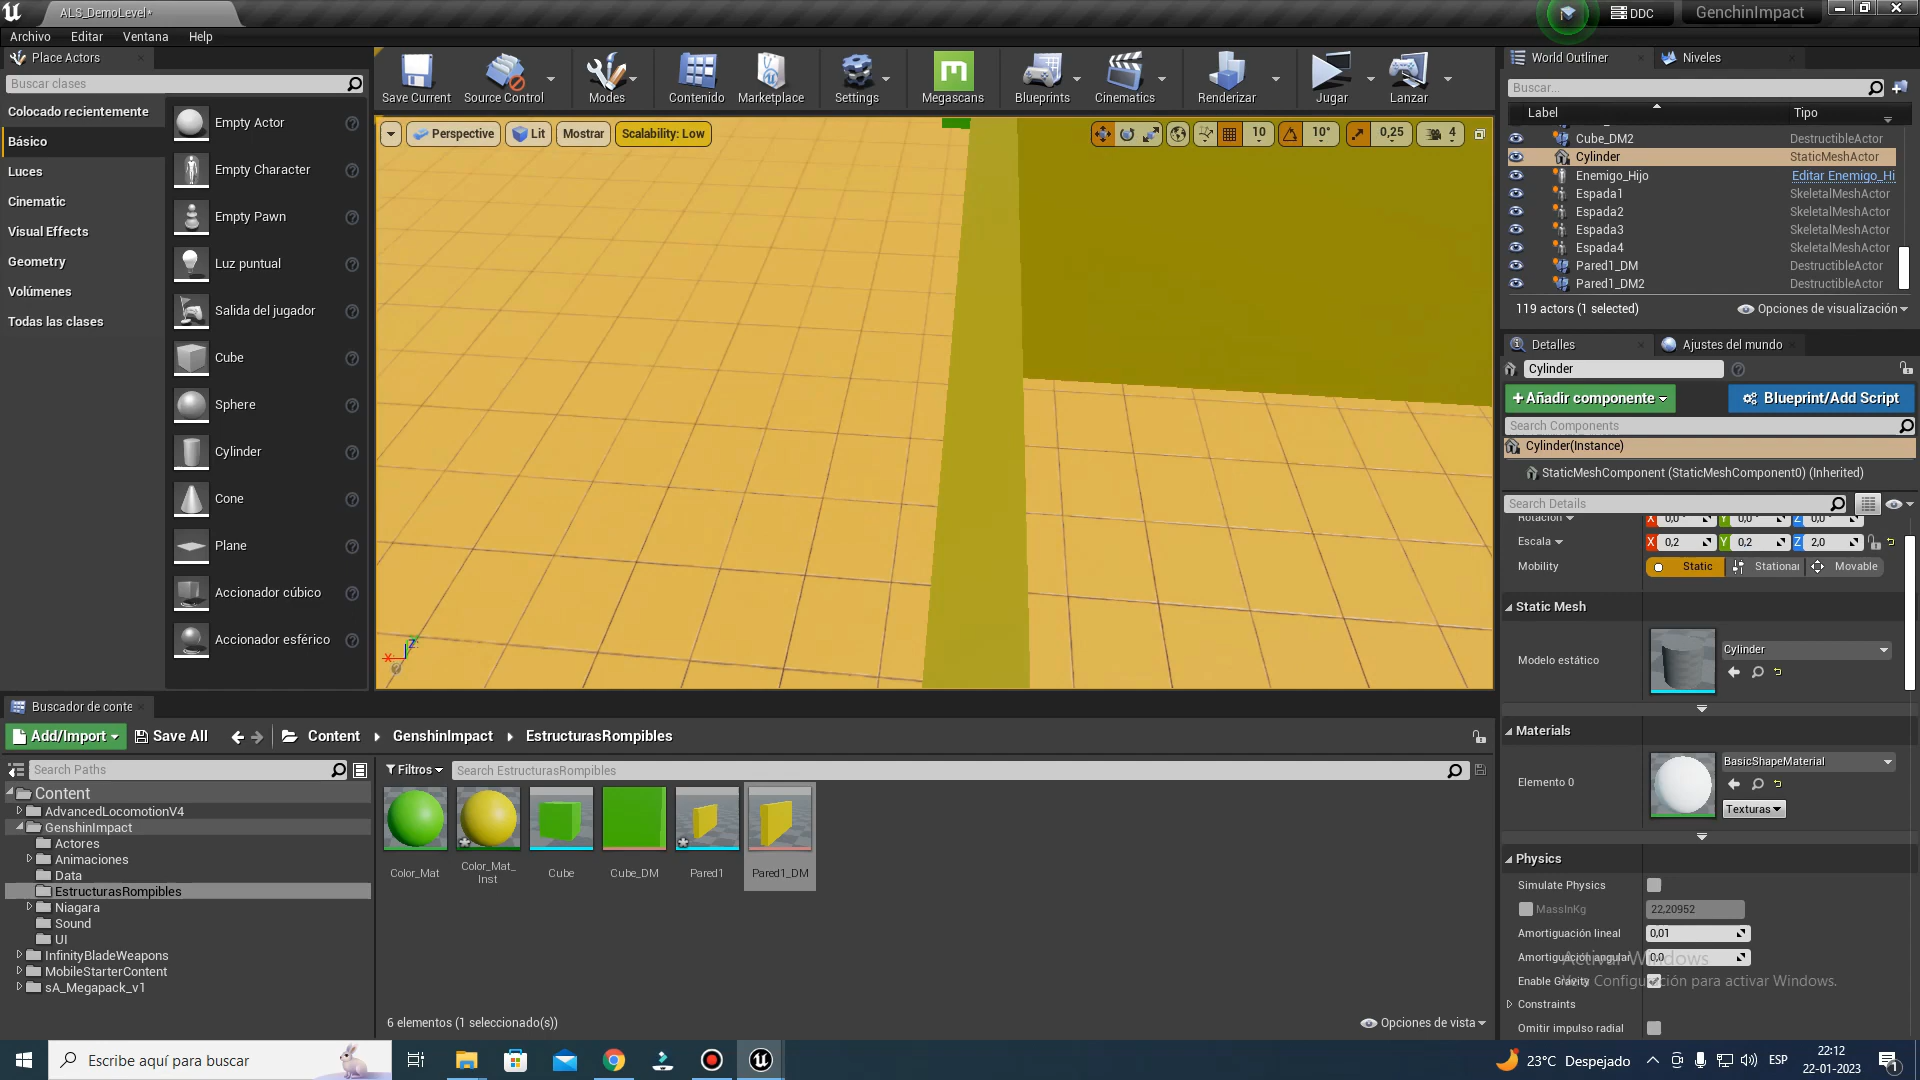 ALS_DemoLevel*
DDC
GenchinImpact
Archivo
Editar
Ventana
Help
Place Actors
Buscar clases
Colocado recientemente
Básico
Luces
Cinematic
Visual Effects
Geometry
Volúmenes
Todas las clases
Empty Actor
Empty Character
Empty Pawn
Luz puntual
Salida del jugador
Cube
Sphere
Cylinder
Cone
Plane
Accionador cúbico
Accionador esférico
Save Current
Source Control
Modes
Contenido
Marketplace
Settings
Megascans
Blueprints
Cinematics
Renderizar
Jugar
Lanzar
Perspective
Lit
Mostrar
Scalability: Low
10
10°
0,25
4
X
Z
World Outliner
Niveles
Buscar...
Label
Tipo
Cube_DM2
DestructibleActor
Cylinder
StaticMeshActor
Enemigo_Hijo
Editar Enemigo_Hi
Espada1
SkeletalMeshActor
Espada2
SkeletalMeshActor
Espada3
SkeletalMeshActor
Espada4
SkeletalMeshActor
Pared1_DM
DestructibleActor
Pared1_DM2
DestructibleActor
119 actors (1 selected)
Opciones de visualización
Detalles
Ajustes del mundo
Cylinder
+Añadir componente
Blueprint/Add Script
Search Components
Cylinder(Instance)
StaticMeshComponent (StaticMeshComponent0) (Inherited)
Search Details
Rotación
X 0,0° Y 0,0° Z 0,0°
Escala
X 0,2 Y 0,2 Z 2,0
Mobility
Static
Stationar
Movable
Static Mesh
Modelo estático
Cylinder
Materials
Elemento 0
BasicShapeMaterial
Texturas
Physics
Simulate Physics
MassInKg
22,20952
Amortiguación lineal
0,01
Amortiguación angular
0,0
Enable Gravity
Constraints
Omitir impulso radial
Activar Windows
Ve a Configuración para activar Windows.
Buscador de conte
Add/Import
Save All
Content
GenshinImpact
EstructurasRompibles
Search Paths
Filtros
Search EstructurasRompibles
Content
AdvancedLocomotionV4
GenshinImpact
Actores
Animaciones
Data
EstructurasRompibles
Niagara
Sound
UI
InfinityBladeWeapons
MobileStarterContent
sA_Megapack_v1
Color_Mat
Color_Mat_
Inst
Cube
Cube_DM
Pared1
Pared1_DM
6 elementos (1 seleccionado(s))
Opciones de vista
Escribe aquí para buscar
23°C Despejado
ESP
22:12
22-01-2023
1